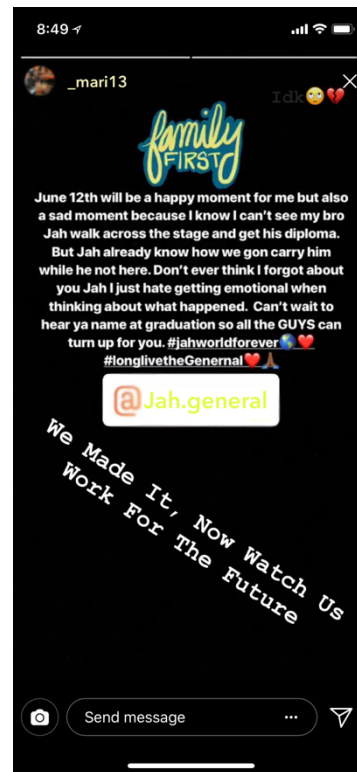 8:49
_mari13
Idk🙄💔
family
FIRST
June 12th will be a happy moment for me but also
a sad moment because I know I can't see my bro
Jah walk across the stage and get his diploma.
But Jah already know how we gon carry him
while he not here. Don't ever think I forgot about
you Jah I just hate getting emotional when
thinking about what happened.  Can't wait to
hear ya name at graduation so all the GUYS can
turn up for you. #jahworldforever🌎❤️
#longlivetheGenernal❤️🙏🏾
@Jah.general
We Made It, Now Watch Us
Work For The Future
Send message